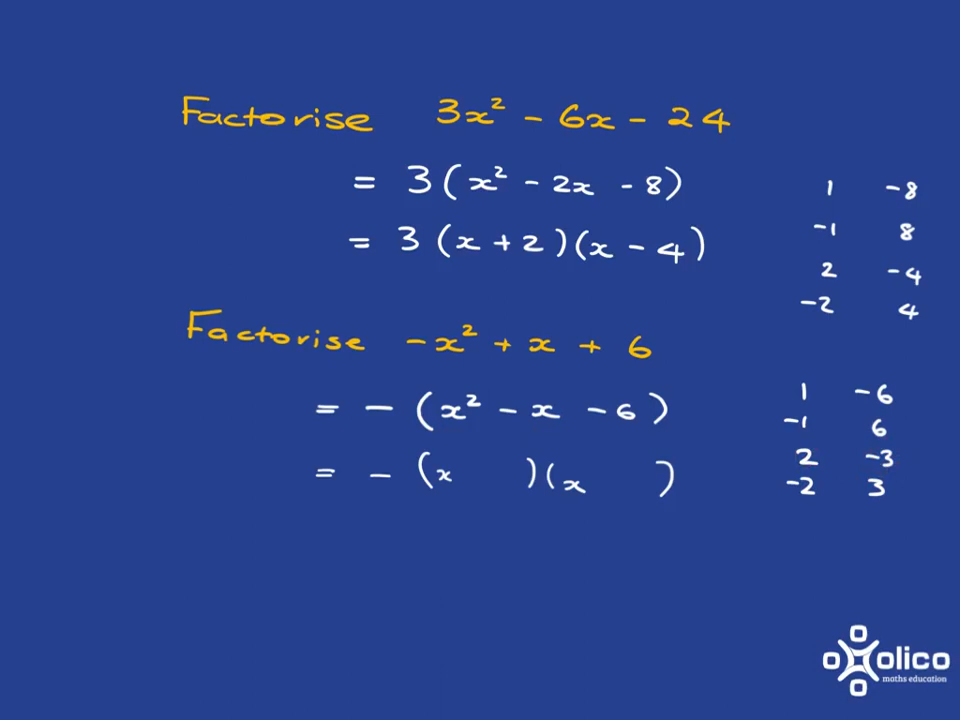 Factorise 3x² - 6x - 24
= 3(x² - 2x - 8)
= 3(x + 2)(x - 4)
1 -8
-1 8
2 -4
-2 4
Factorise -x² + x + 6
= - (x² - x - 6)
= - (x )(x )
1 -6
-1 6
2 -3
-2 3
olico
maths education